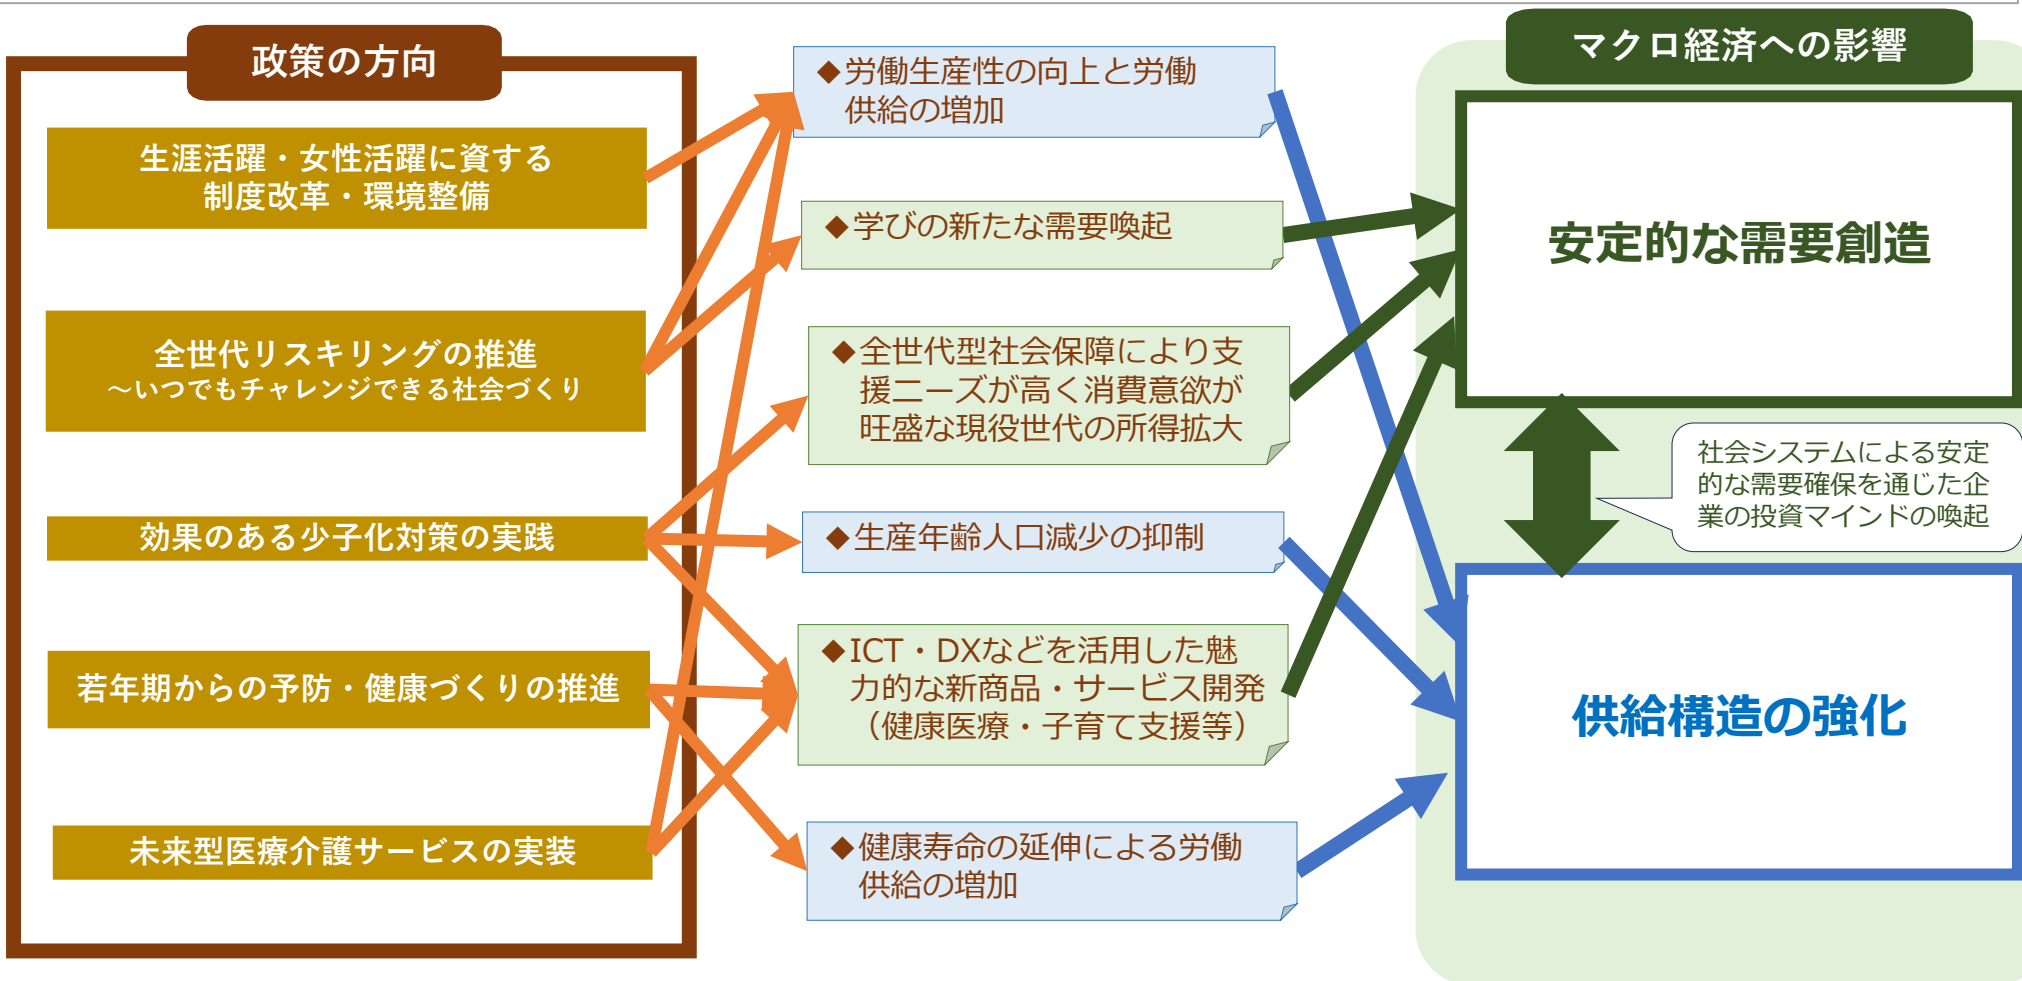 政策の方向
生涯活躍・女性活躍に資する
制度改革・環境整備
全世代リスキリングの推進
～いつでもチャレンジできる社会づくり
効果のある少子化対策の実践
若年期からの予防・健康づくりの推進
未来型医療介護サービスの実装
◆労働生産性の向上と労働
供給の増加
◆学びの新たな需要喚起
◆全世代型社会保障により支
援ニーズが高く消費意欲が
旺盛な現役世代の所得拡大
◆生産年齢人口減少の抑制
◆ICT・DXなどを活用した魅
力的な新商品・サービス開発
（健康医療・子育て支援等）
◆健康寿命の延伸による労働
供給の増加
マクロ経済への影響
安定的な需要創造
社会システムによる安定
的な需要確保を通じた企
業の投資マインドの喚起
供給構造の強化